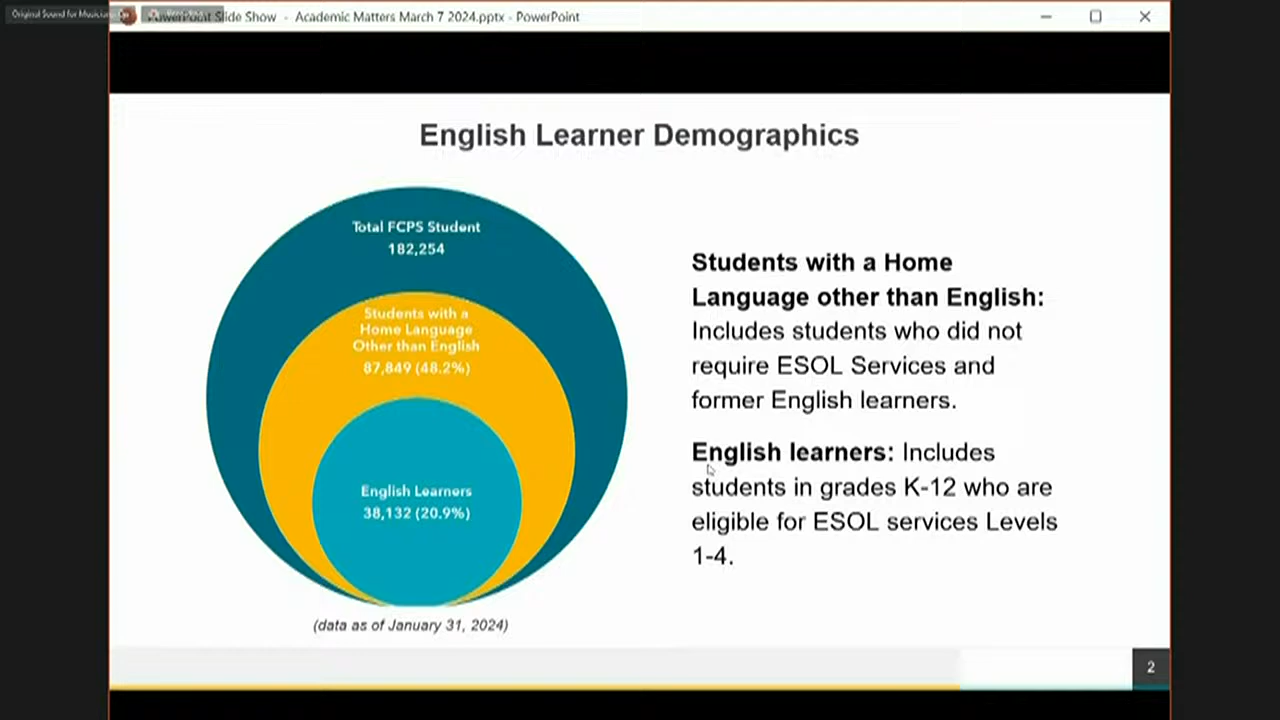 Original Sound for Musicians:
PowerPoint Slide Show - Academic Matters March 7 2024.pptx - PowerPoint
English Learner Demographics
Total FCPS Student
182,254
Students with a
Home Language
Other than English
87,849 (48.2%)
English Learners
38,132 (20.9%)
(data as of January 31, 2024)
Students with a Home
Language other than English:
Includes students who did not
require ESOL Services and
former English learners.
English learners: Includes
students in grades K-12 who are
eligible for ESOL services Levels
1-4.
2